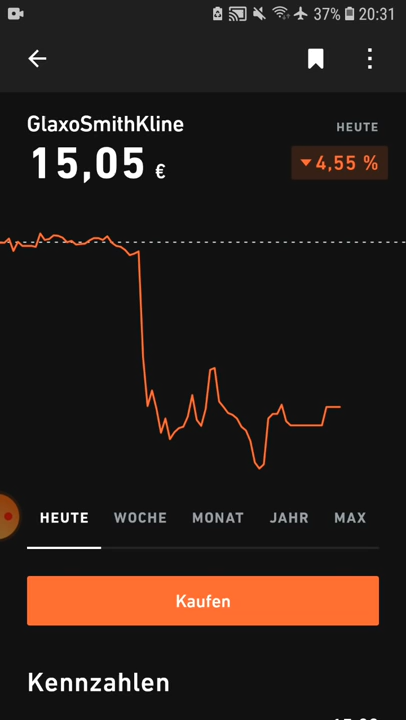 37% 20:31
GlaxoSmithKline
HEUTE
15,05 €
▼ 4,55 %
HEUTE WOCHE MONAT JAHR MAX
Kaufen
Kennzahlen